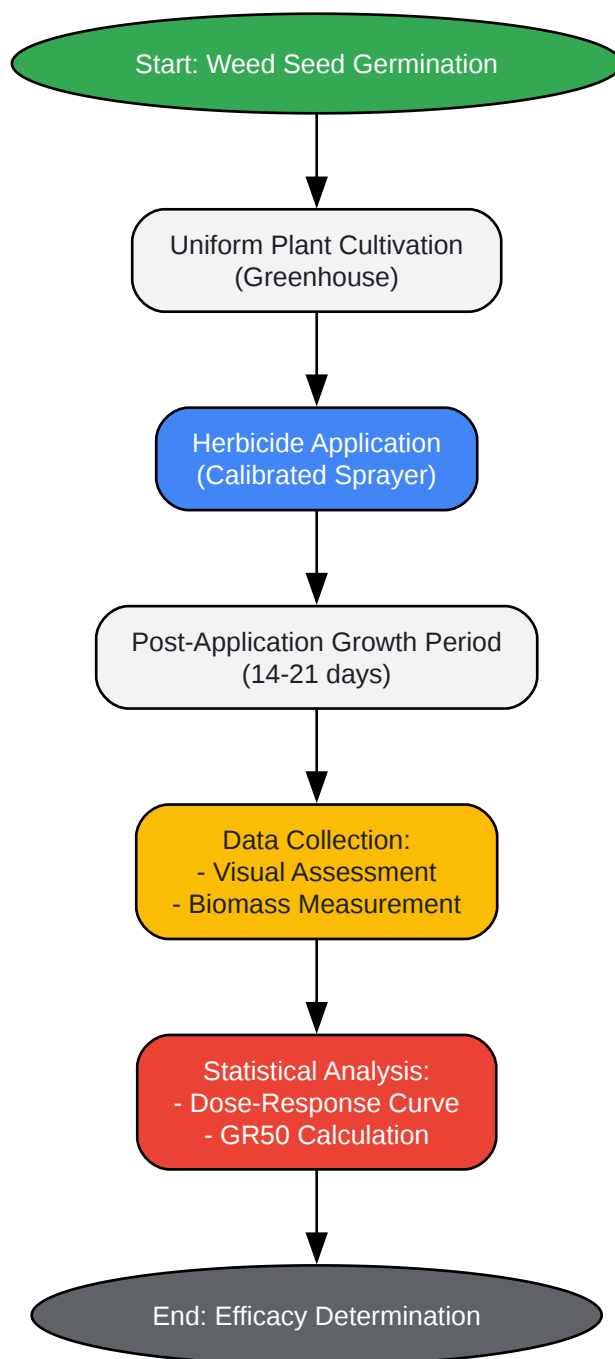 Start: Weed Seed Germination
Uniform Plant Cultivation
(Greenhouse)
Herbicide Application
(Calibrated Sprayer)
Post-Application Growth Period
(14-21 days)
Data Collection:
- Visual Assessment
- Biomass Measurement
Statistical Analysis:
- Dose-Response Curve
- GR50 Calculation
End: Efficacy Determination